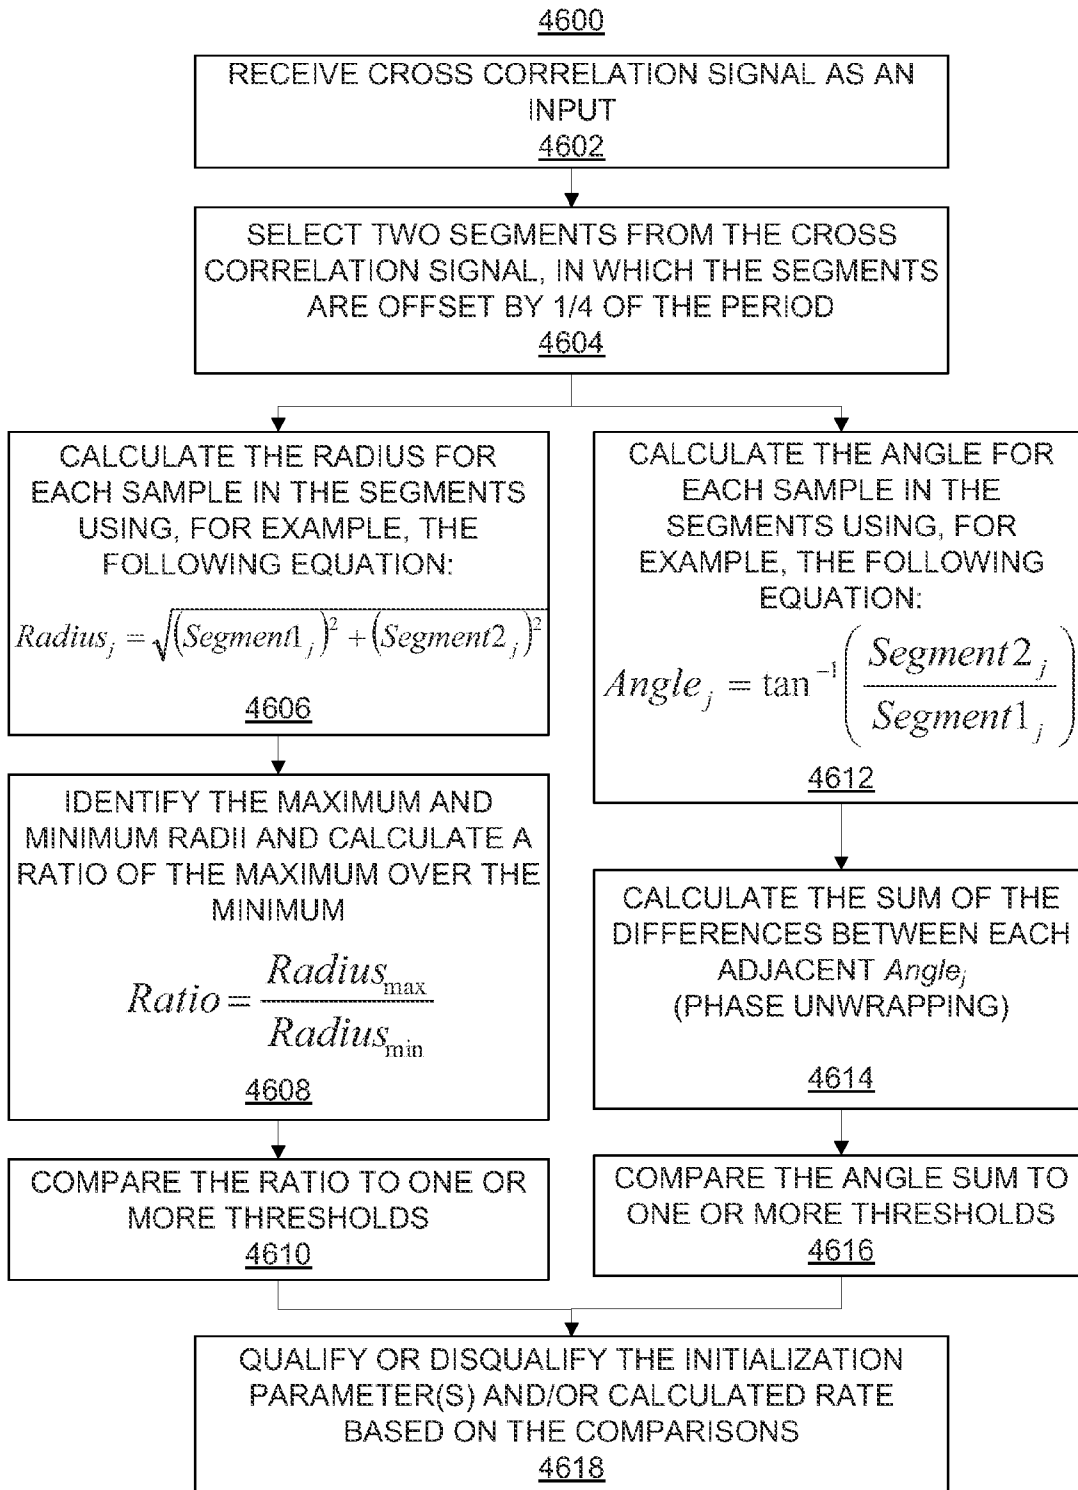 4600
RECEIVE CROSS CORRELATION SIGNAL AS AN
INPUT
4602
SELECT TWO SEGMENTS FROM THE CROSS
CORRELATION SIGNAL, IN WHICH THE SEGMENTS
ARE OFFSET BY 1/4 OF THE PERIOD
4604
CALCULATE THE RADIUS FOR
EACH SAMPLE IN THE SEGMENTS
USING, FOR EXAMPLE, THE
FOLLOWING EQUATION:
Radius_j = √((Segment1_j)^2 + (Segment2_j)^2)
4606
IDENTIFY THE MAXIMUM AND
MINIMUM RADII AND CALCULATE A
RATIO OF THE MAXIMUM OVER THE
MINIMUM
Ratio = Radius_max / Radius_min
4608
COMPARE THE RATIO TO ONE OR
MORE THRESHOLDS
4610
CALCULATE THE ANGLE FOR
EACH SAMPLE IN THE
SEGMENTS USING, FOR
EXAMPLE, THE FOLLOWING
EQUATION:
Angle_j = tan^-1 (Segment2_j / Segment1_j)
4612
CALCULATE THE SUM OF THE
DIFFERENCES BETWEEN EACH
ADJACENT Angle_j
(PHASE UNWRAPPING)
4614
COMPARE THE ANGLE SUM TO
ONE OR MORE THRESHOLDS
4616
QUALIFY OR DISQUALIFY THE INITIALIZATION
PARAMETER(S) AND/OR CALCULATED RATE
BASED ON THE COMPARISONS
4618